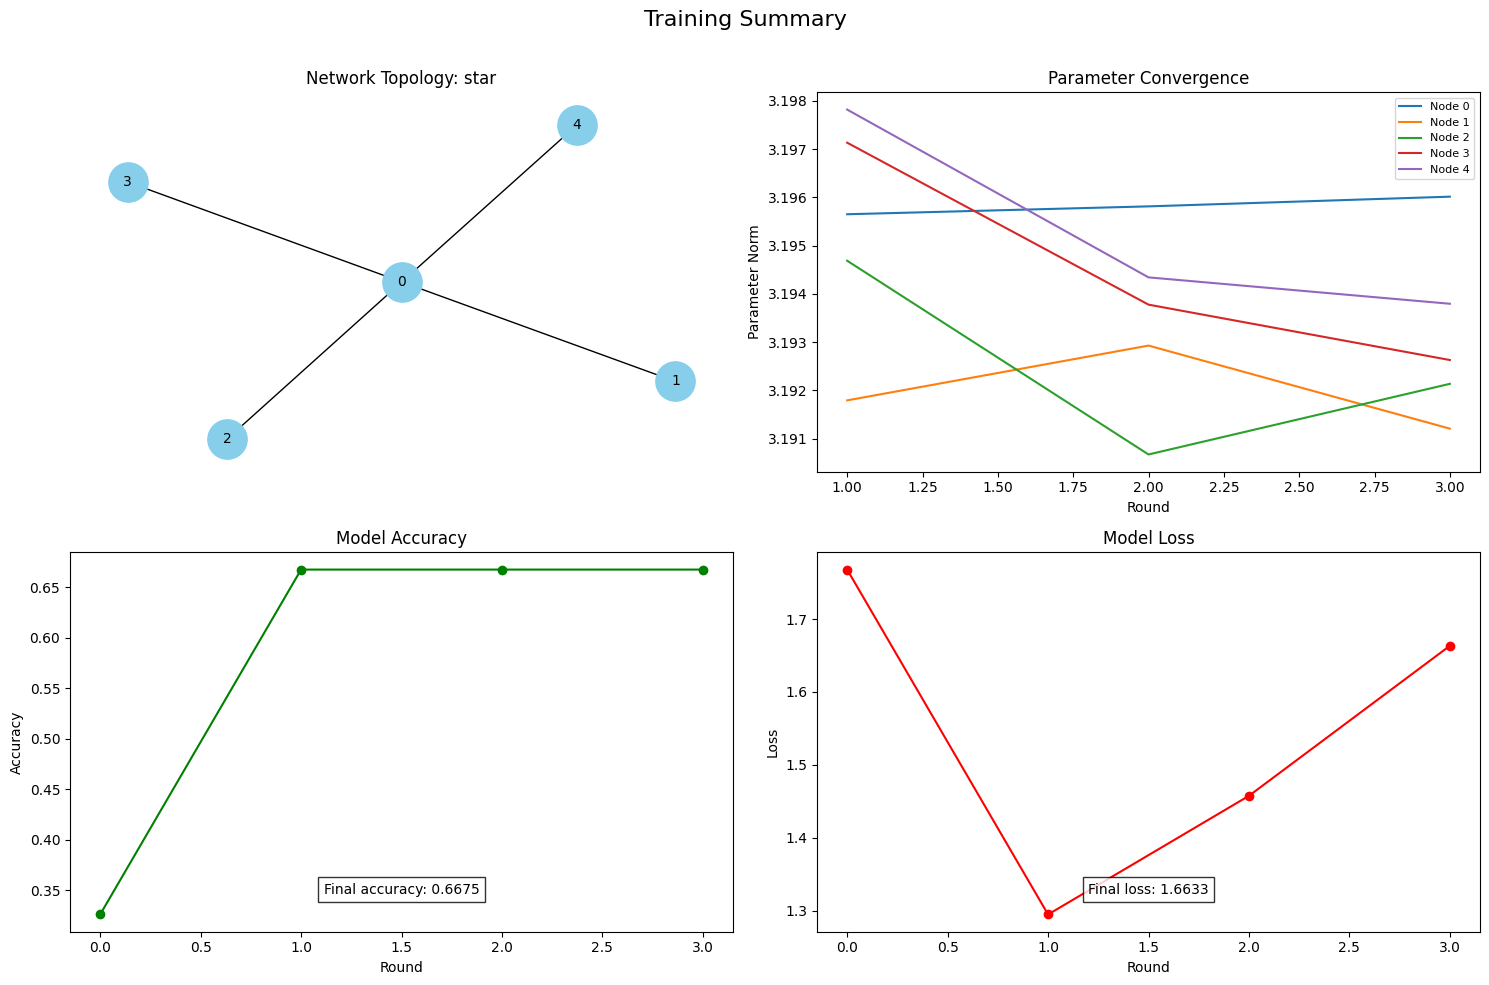 Training Summary
Network Topology: star
4
3
0
1
2
Parameter Convergence
Node 0
Node 1
Node 2
Node 3
Node 4
3.198
3.197
3.196
3.195
3.194
3.193
3.192
3.191
Parameter Norm
1.00 1.25 1.50 1.75 2.00 2.25 2.50 2.75 3.00
Round
Model Accuracy
0.65
0.60
0.55
0.50
0.45
0.40
0.35
Accuracy
Final accuracy: 0.6675
0.0 0.5 1.0 1.5 2.0 2.5 3.0
Round
Model Loss
1.7
1.6
1.5
1.4
1.3
Loss
Final loss: 1.6633
0.0 0.5 1.0 1.5 2.0 2.5 3.0
Round